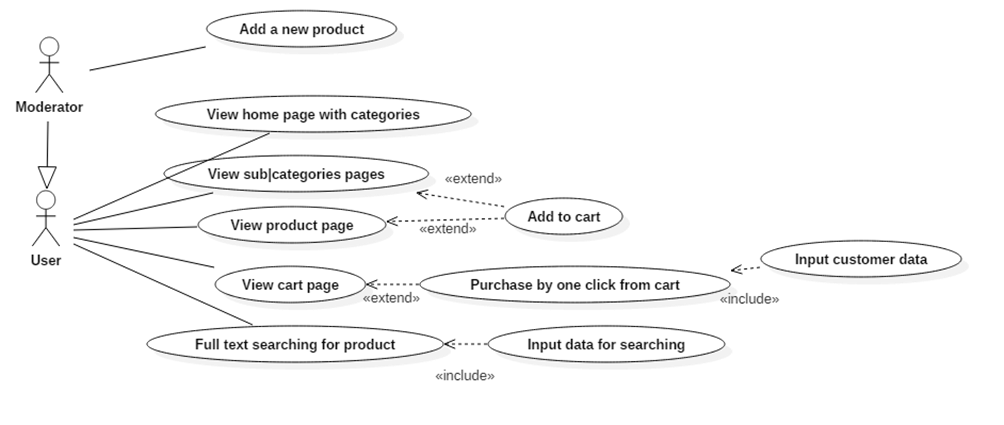 Add a new product
Moderator
View home page with categories
View sub|categories pages
«extend»
Add to cart
View product page
«extend»
User
Input customer data
View cart page
«extend»
Purchase by one click from cart
«include»
Full text searching for product
Input data for searching
«include»